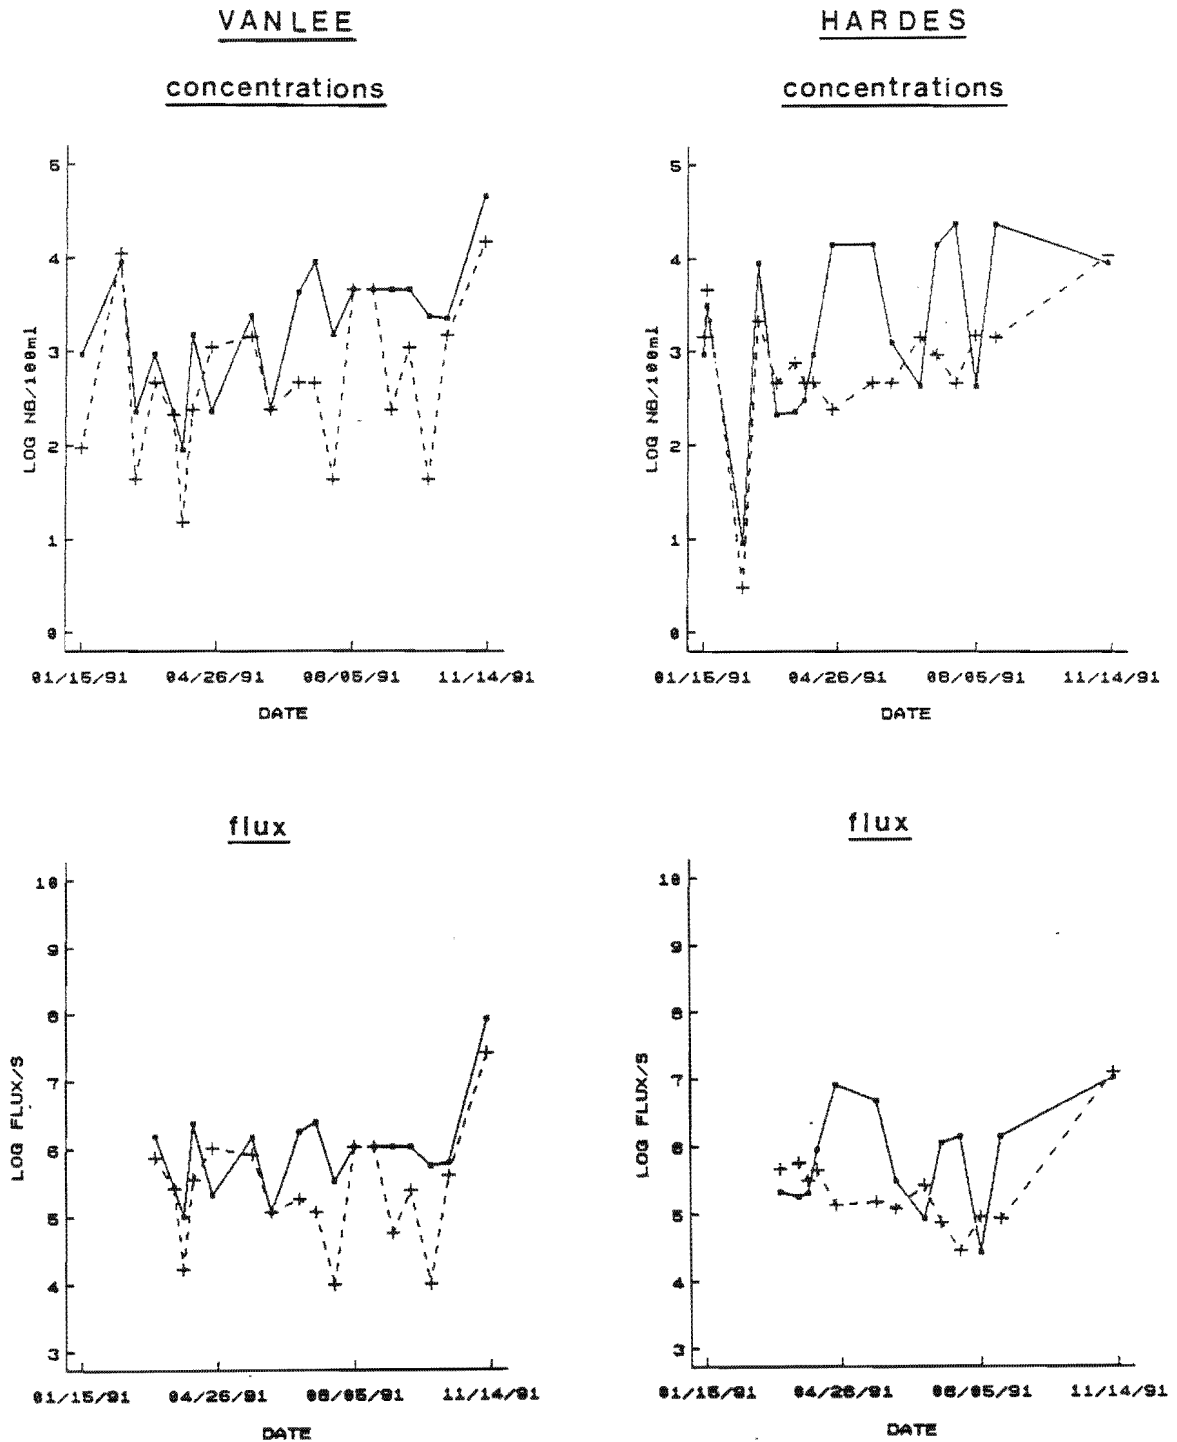 VANLEE
concentrations
5
4
3
2
1
0
LOG NB/100ml
01/15/91 04/26/91 08/05/91 11/14/91
DATE
HARDES
concentrations
5
4
3
2
1
0
LOG NB/100ml
01/15/91 04/26/91 08/05/91 11/14/91
DATE
flux
10
9
8
7
6
5
4
3
LOG FLUX/S
01/15/91 04/26/91 08/05/91 11/14/91
DATE
flux
10
9
8
7
6
5
4
3
LOG FLUX/S
01/15/91 04/26/91 08/05/91 11/14/91
DATE